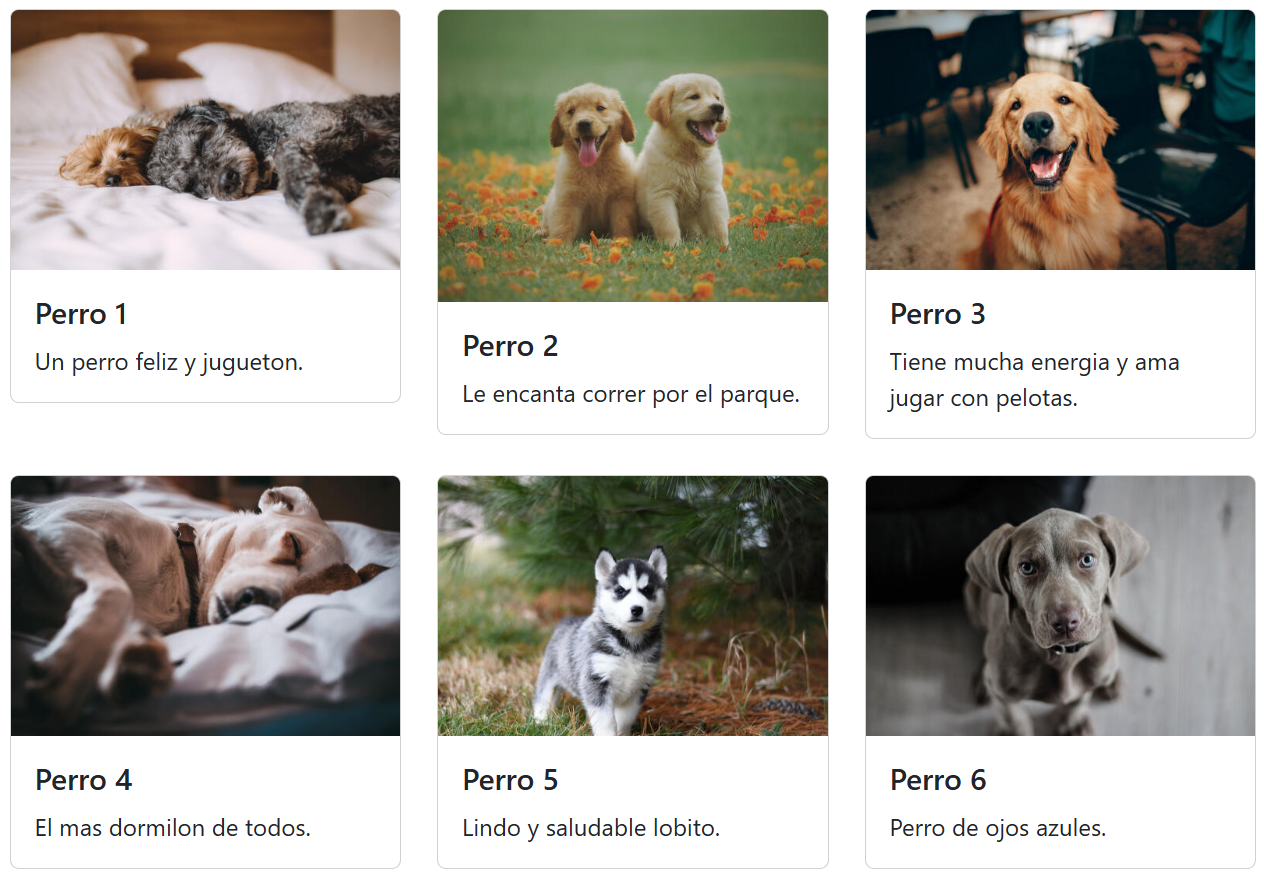 Perro 1
Un perro feliz y jugueton.
Perro 2
Le encanta correr por el parque.
Perro 3
Tiene mucha energia y ama
jugar con pelotas.
Perro 4
El mas dormilon de todos.
Perro 5
Lindo y saludable lobito.
Perro 6
Perro de ojos azules.